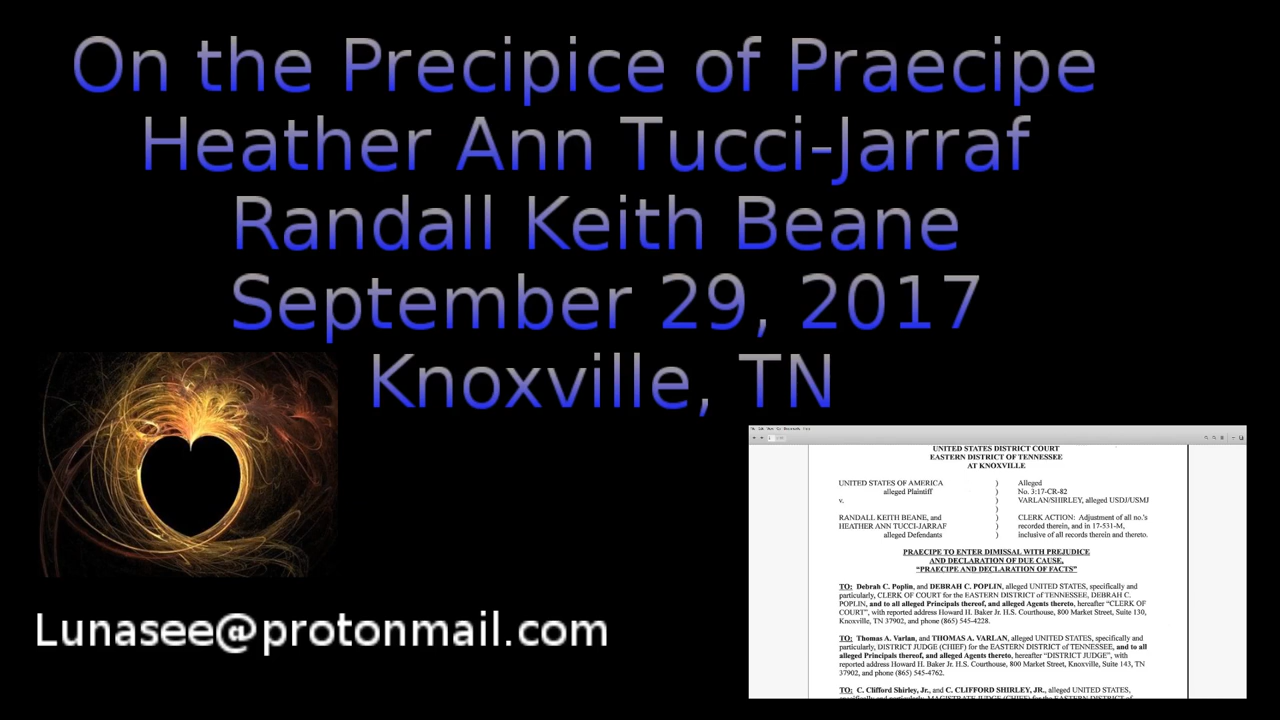 On the Precipice of Praecipe
Heather Ann Tucci-Jarraf
Randall Keith Beane
September 29, 2017
Knoxville, TN
Lunasee@protonmail.com
UNITED STATES DISTRICT COURT
EASTERN DISTRICT OF TENNESSEE
AT KNOXVILLE
UNITED STATES OF AMERICA ) Alleged
alleged Plaintiff ) No. 3:17-CR-82
v. ) VARLAN/SHIRLEY, alleged USDJ/USMJ
)
RANDALL KEITH BEANE, and ) CLERK ACTION: Adjustment of all no.'s
HEATHER ANN TUCCI-JARRAF ) recorded therein, and in 17-531-M,
alleged Defendants ) inclusive of all records therein and thereto.
PRAECIPE TO ENTER DIMISSAL WITH PREJUDICE
AND DECLARATION OF DUE CAUSE,
"PRAECIPE AND DECLARATION OF FACTS"
TO: Debrah C. Poplin, and DEBRAH C. POPLIN, alleged UNITED STATES, specifically and
particularly, CLERK OF COURT for the EASTERN DISTRICT of TENNESSEE, DEBRAH C.
POPLIN, and to all alleged Principals thereof, and alleged Agents thereto, hereafter "CLERK OF
COURT", with reported address Howard H. Baker Jr. H.S. Courthouse, 800 Market Street, Suite 130,
Knoxville, TN 37902, and phone (865) 545-4228.
TO: Thomas A. Varlan, and THOMAS A. VARLAN, alleged UNITED STATES, specifically and
particularly, DISTRICT JUDGE (CHIEF) for the EASTERN DISTRICT of TENNESSEE, and to all
alleged Principals thereof, and alleged Agents thereto, hereafter "DISTRICT JUDGE", with
reported address Howard H. Baker Jr. H.S. Courthouse, 800 Market Street, Knoxville, Suite 143, TN
37902, and phone (865) 545-4762.
TO: C. Clifford Shirley, Jr., and C. CLIFFORD SHIRLEY, JR., alleged UNITED STATES,